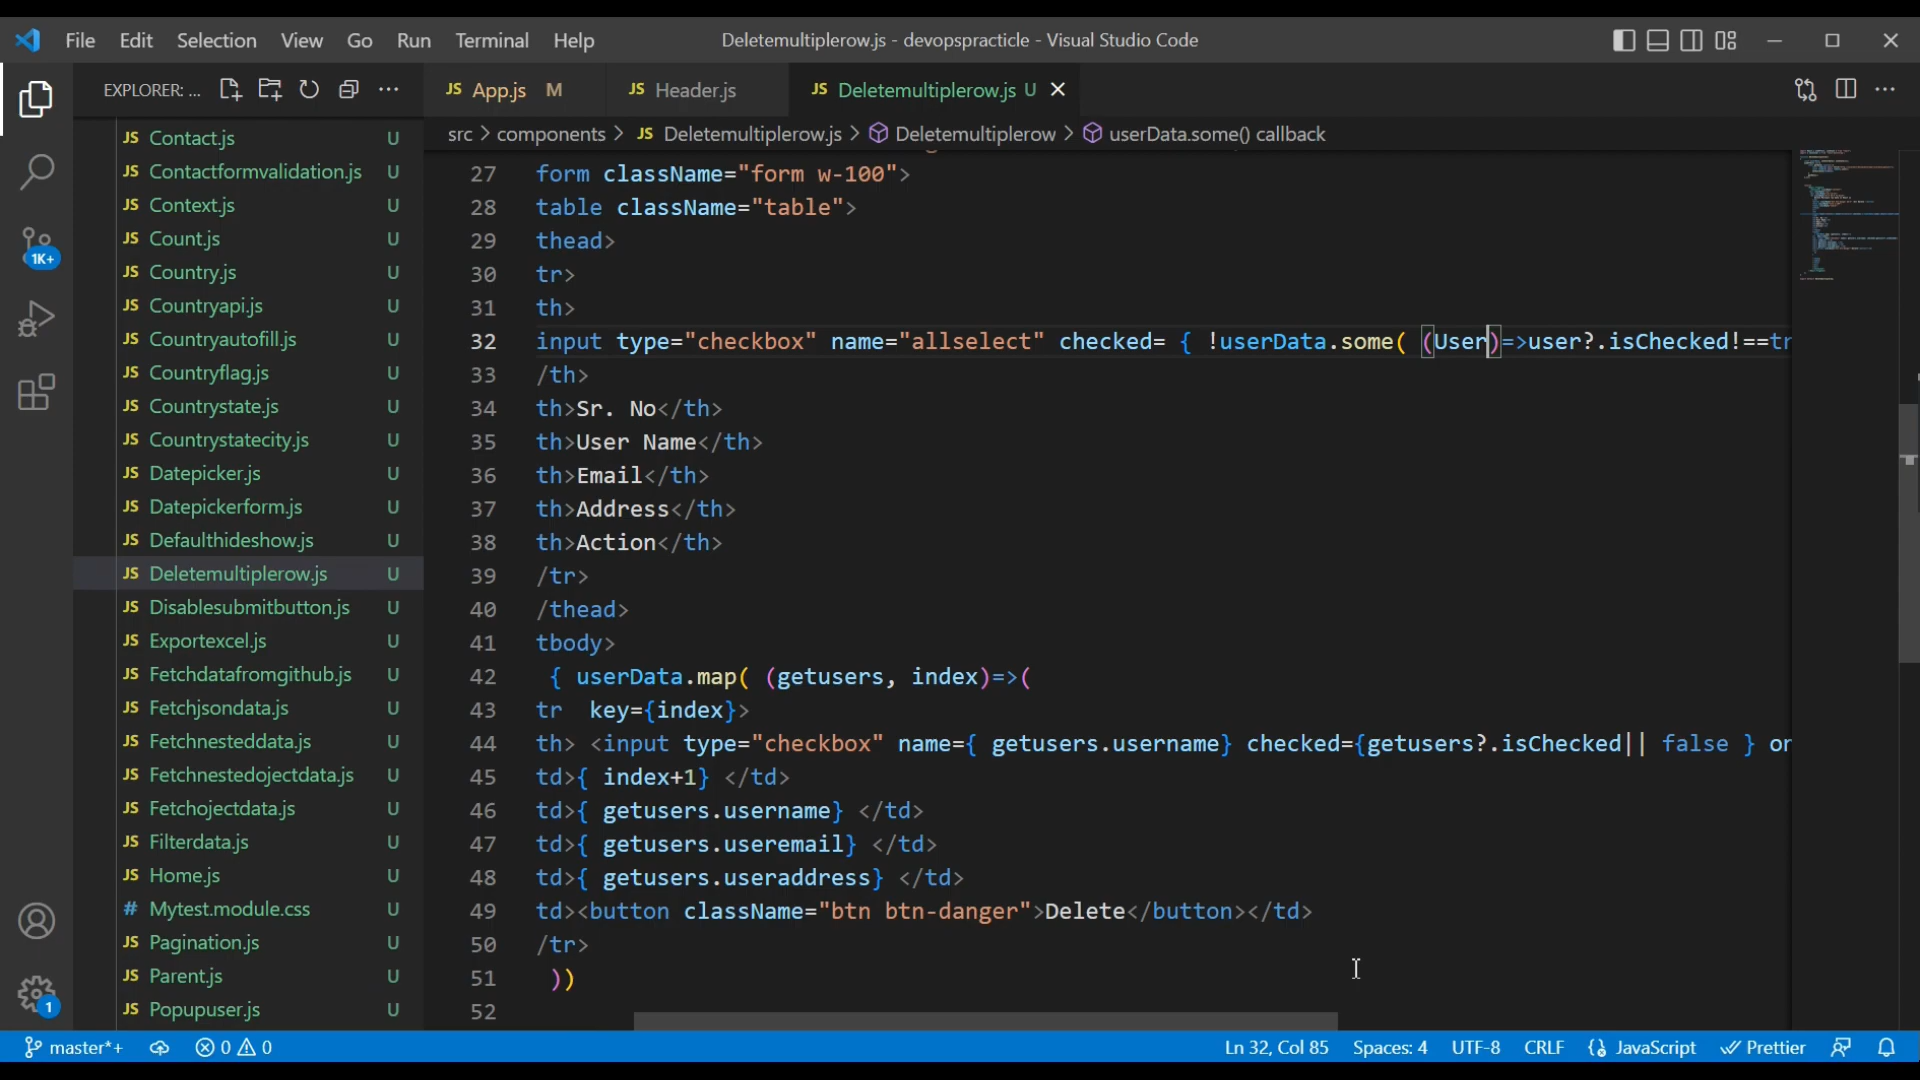 File Edit Selection View Go Run Terminal Help
Deletemultiplerow.js - devopspracticle - Visual Studio Code
EXPLORER: ...
JS App.js M
JS Header.js
JS Deletemultiplerow.js U
src > components > JS Deletemultiplerow.js > Deletemultiplerow > userData.some() callback
JS Contact.js U
JS Contactformvalidation.js U
JS Context.js U
JS Count.js U
JS Country.js U
JS Countryapi.js U
JS Countryautofill.js U
JS Countryflag.js U
JS Countrystate.js U
JS Countrystatecity.js U
JS Datepicker.js U
JS Datepickerform.js U
JS Defaulthideshow.js U
JS Deletemultiplerow.js U
JS Disablesubmitbutton.js U
JS Exportexcel.js U
JS Fetchdatafromgithub.js U
JS Fetchjsondata.js U
JS Fetchnesteddata.js U
JS Fetchnestedojectdata.js U
JS Fetchojectdata.js U
JS Filterdata.js U
JS Home.js U
# Mytest.module.css U
JS Pagination.js U
JS Parent.js U
JS Popupuser.js U
1K+
1
27 form className="form w-100">
28 table className="table">
29 thead>
30 tr>
31 th>
32 input type="checkbox" name="allselect" checked= { !userData.some( (User)=>user?.isChecked!==tr
33 /th>
34 th>Sr. No</th>
35 th>User Name</th>
36 th>Email</th>
37 th>Address</th>
38 th>Action</th>
39 /tr>
40 /thead>
41 tbody>
42 { userData.map( (getusers, index)=>(
43 tr  key={index}>
44 th> <input type="checkbox" name={ getusers.username} checked={getusers?.isChecked|| false } on
45 td>{ index+1} </td>
46 td>{ getusers.username} </td>
47 td>{ getusers.useremail} </td>
48 td>{ getusers.useraddress} </td>
49 td><button className="btn btn-danger">Delete</button></td>
50 /tr>
51 ))
52
master*+ 0 0 Ln 32, Col 85 Spaces: 4 UTF-8 CRLF JavaScript Prettier